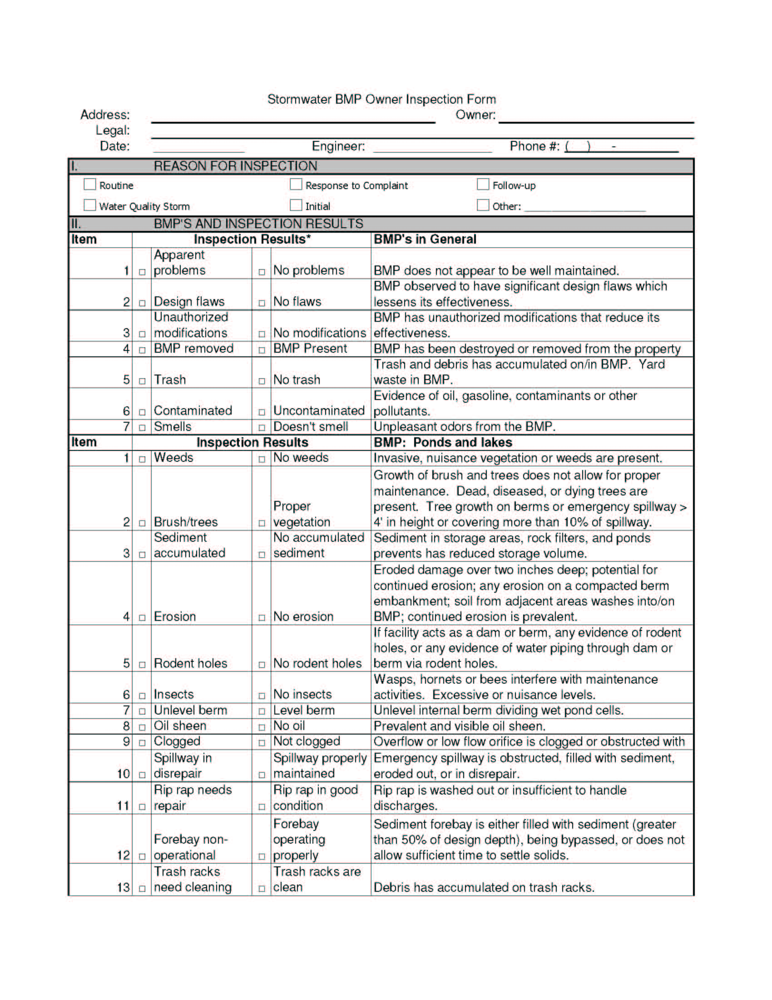 Stormwater BMP Owner Inspection Form
Address: Owner:
Legal:
Date: Engineer: Phone #: ( ) -
I. REASON FOR INSPECTION
Routine Response to Complaint Follow-up
Water Quality Storm Initial Other:
II. BMP'S AND INSPECTION RESULTS
Item Inspection Results* BMP's in General
Apparent
1 problems No problems BMP does not appear to be well maintained.
BMP observed to have significant design flaws which
2 Design flaws No flaws lessens its effectiveness.
Unauthorized BMP has unauthorized modifications that reduce its
3 modifications No modifications effectiveness.
4 BMP removed BMP Present BMP has been destroyed or removed from the property
Trash and debris has accumulated on/in BMP. Yard
5 Trash No trash waste in BMP.
Evidence of oil, gasoline, contaminants or other
6 Contaminated Uncontaminated pollutants.
7 Smells Doesn't smell Unpleasant odors from the BMP.
Item Inspection Results BMP: Ponds and lakes
1 Weeds No weeds Invasive, nuisance vegetation or weeds are present.
Growth of brush and trees does not allow for proper
maintenance. Dead, diseased, or dying trees are
Proper present. Tree growth on berms or emergency spillway >
2 Brush/trees vegetation 4' in height or covering more than 10% of spillway.
Sediment No accumulated Sediment in storage areas, rock filters, and ponds
3 accumulated sediment prevents has reduced storage volume.
Eroded damage over two inches deep; potential for
continued erosion; any erosion on a compacted berm
embankment; soil from adjacent areas washes into/on
4 Erosion No erosion BMP; continued erosion is prevalent.
If facility acts as a dam or berm, any evidence of rodent
holes, or any evidence of water piping through dam or
5 Rodent holes No rodent holes berm via rodent holes.
Wasps, hornets or bees interfere with maintenance
6 Insects No insects activities. Excessive or nuisance levels.
7 Unlevel berm Level berm Unlevel internal berm dividing wet pond cells.
8 Oil sheen No oil Prevalent and visible oil sheen.
9 Clogged Not clogged Overflow or low flow orifice is clogged or obstructed with
Spillway in Spillway properly Emergency spillway is obstructed, filled with sediment,
10 disrepair maintained eroded out, or in disrepair.
Rip rap needs Rip rap in good Rip rap is washed out or insufficient to handle
11 repair condition discharges.
Forebay Sediment forebay is either filled with sediment (greater
Forebay non- operating than 50% of design depth), being bypassed, or does not
12 operational properly allow sufficient time to settle solids.
Trash racks Trash racks are
13 need cleaning clean Debris has accumulated on trash racks.